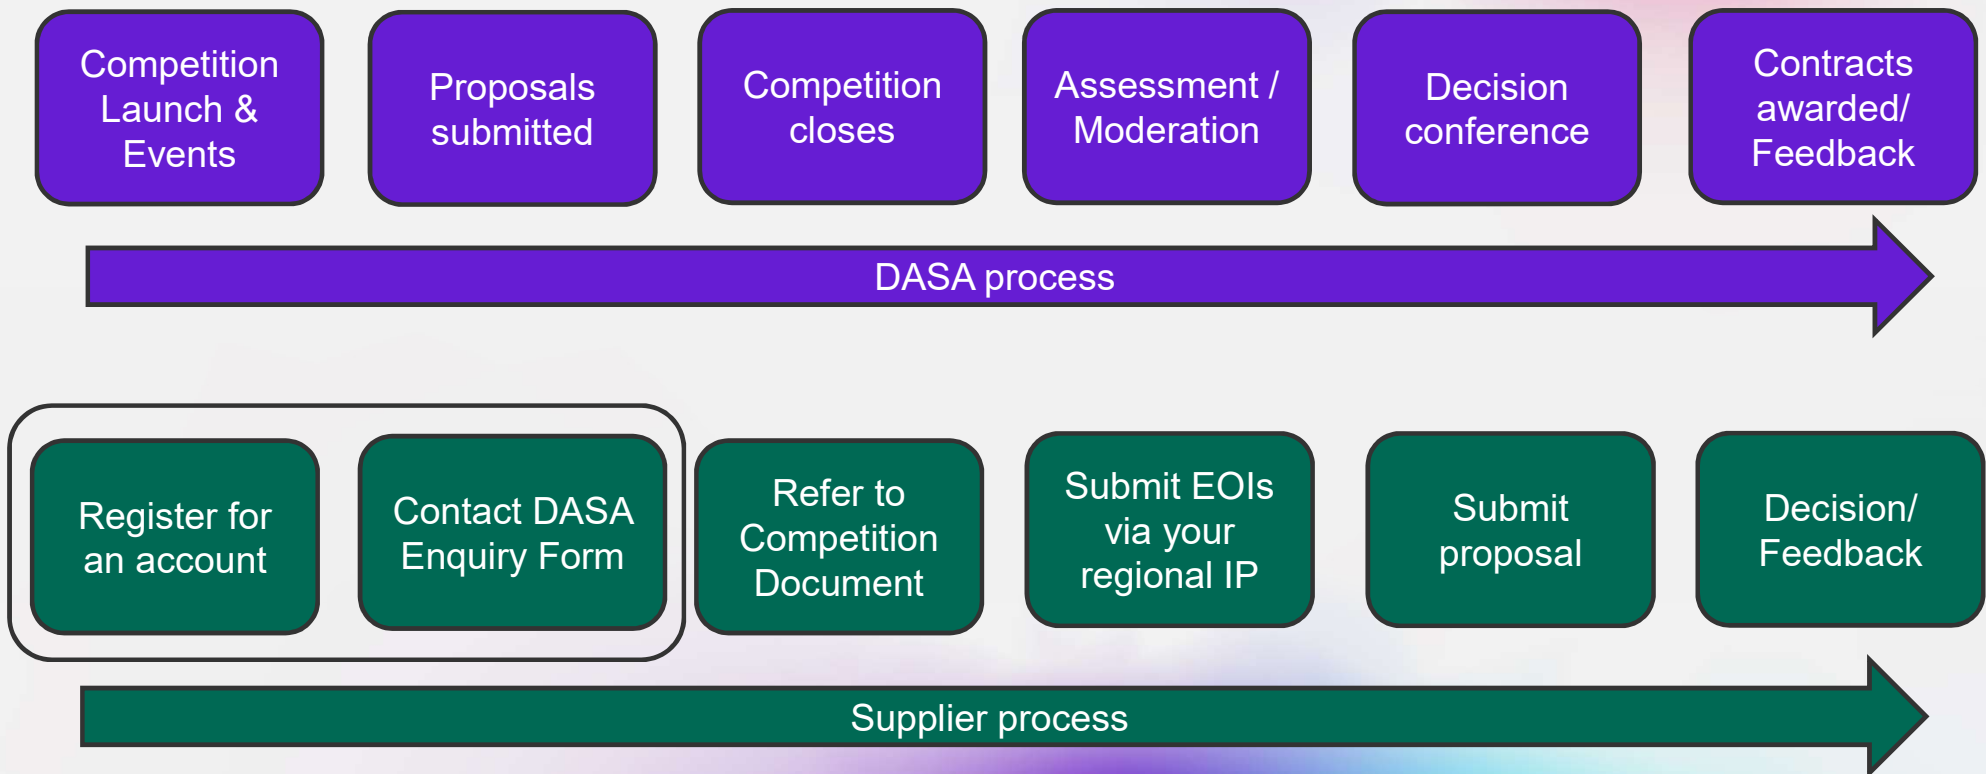 Competition
Launch &
Events
Proposals
submitted
Competition
closes
Assessment /
Moderation
Decision
conference
Contracts
awarded/
Feedback
DASA process
Register for
an account
Contact DASA
Enquiry Form
Refer to
Competition
Document
Submit EOIs
via your
regional IP
Submit
proposal
Decision/
Feedback
Supplier process